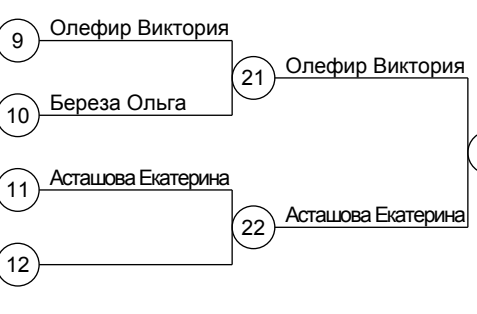 9 Олефир Виктория
21 Олефир Виктория
10 Береза Ольга
11 Асташова Екатерина
22 Асташова Екатерина
12